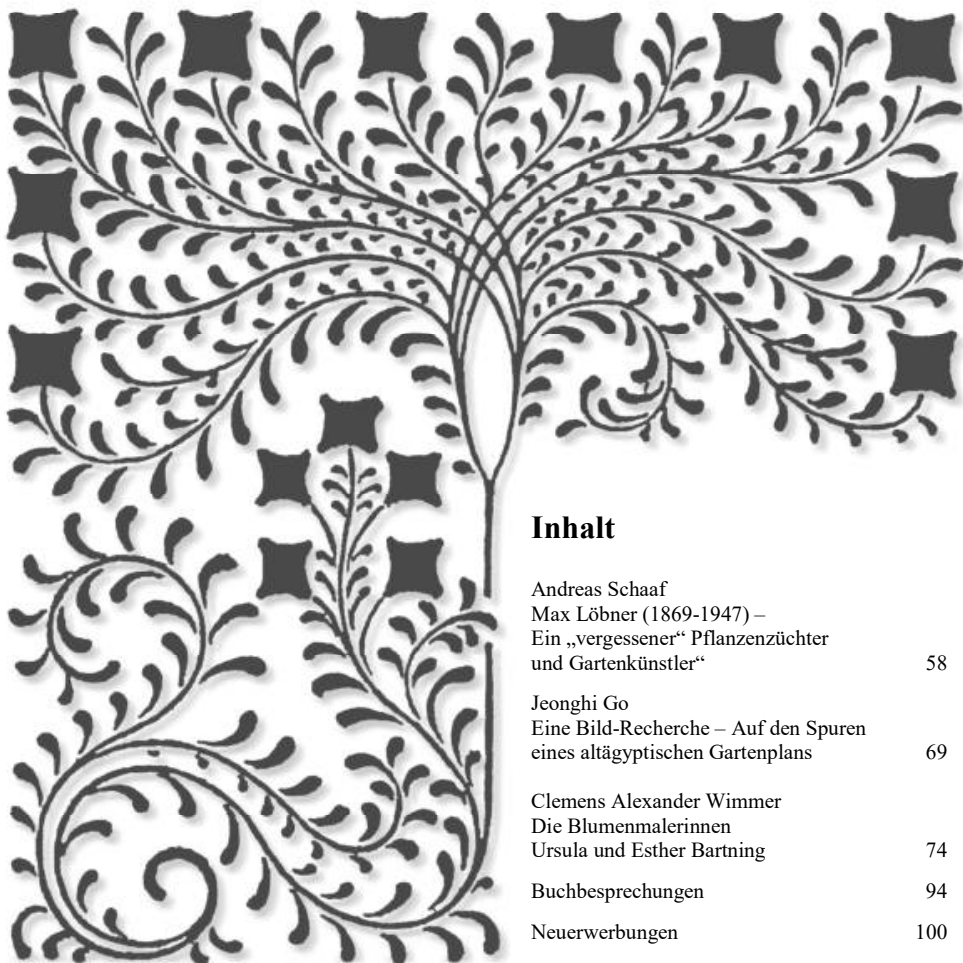 Inhalt
Andreas Schaaf
Max Löbner (1869-1947) –
Ein „vergessener“ Pflanzenzüchter
und Gartenkünstler“ 58
Jeonghi Go
Eine Bild-Recherche – Auf den Spuren
eines altägyptischen Gartenplans 69
Clemens Alexander Wimmer
Die Blumenmalerinnen
Ursula und Esther Bartning 74
Buchbesprechungen 94
Neuerwerbungen 100